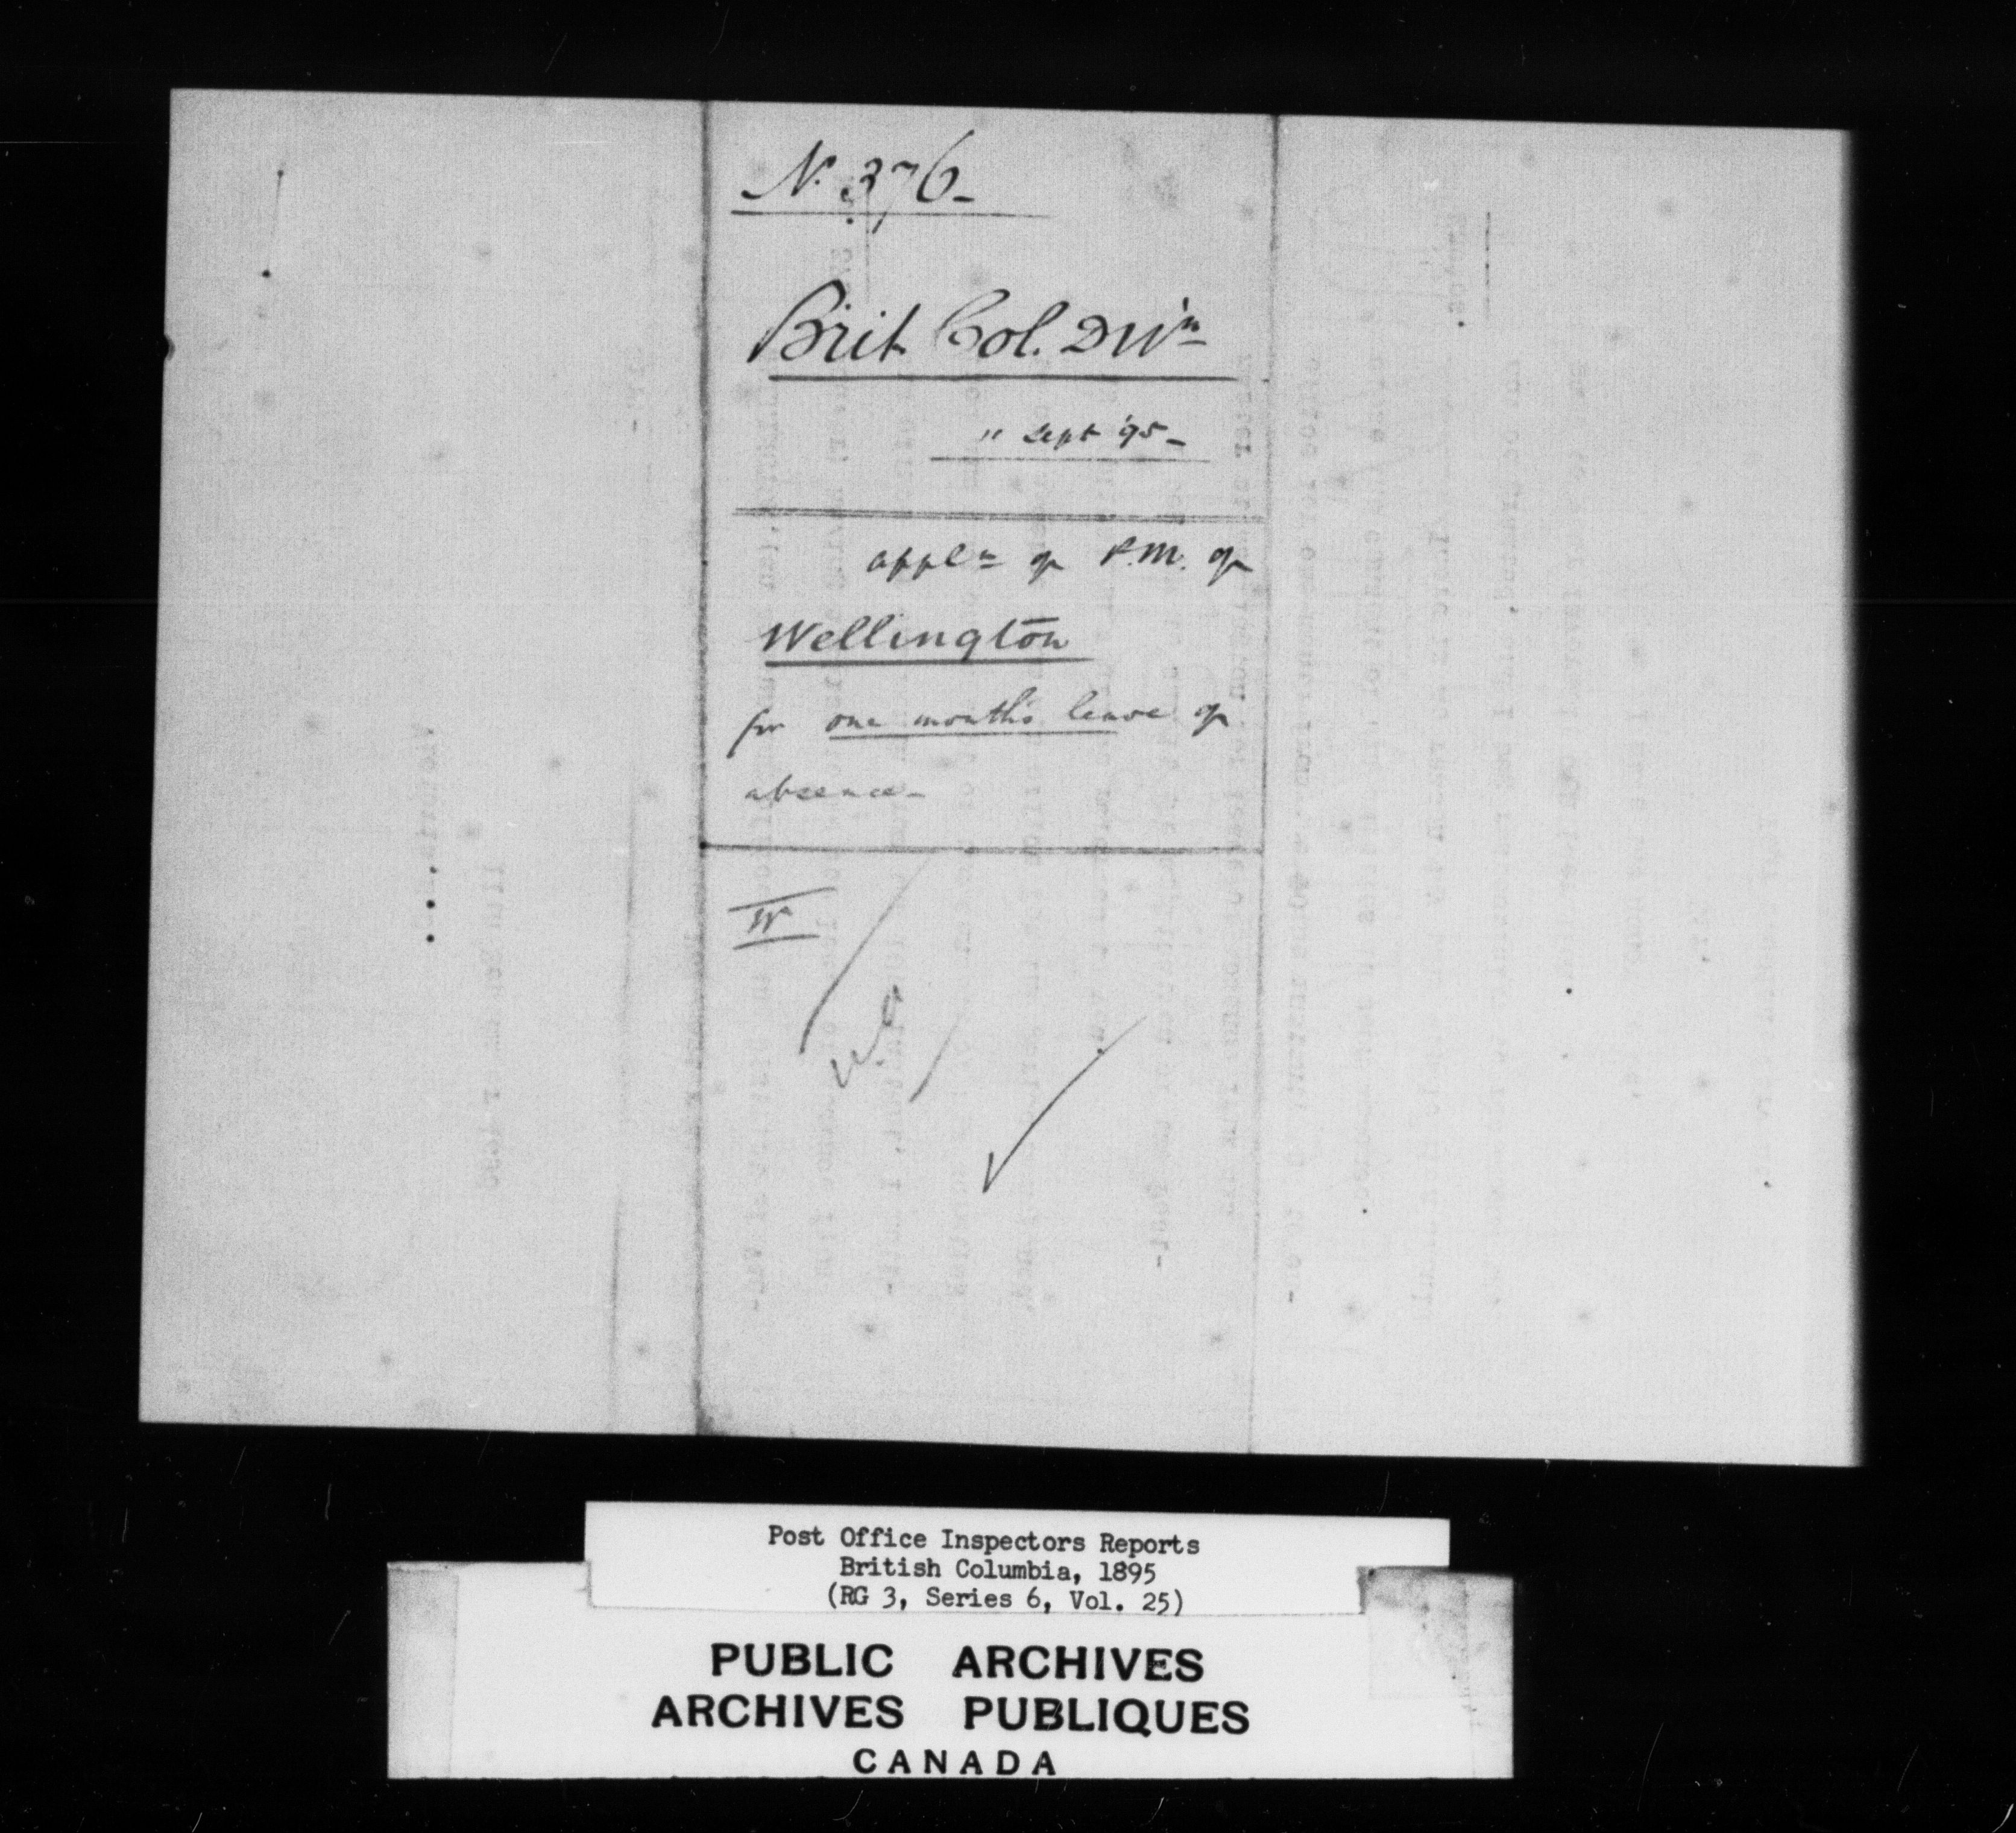 N. 376-
Brit. Col. Divn
11 Sept '95-
appln of P.M. of
Wellington
for one month's leave of
absence-
W
Post Office Inspectors Reports
British Columbia, 1895
(RG 3, Series 6, Vol. 25)
PUBLIC ARCHIVES
ARCHIVES PUBLIQUES
CANADA